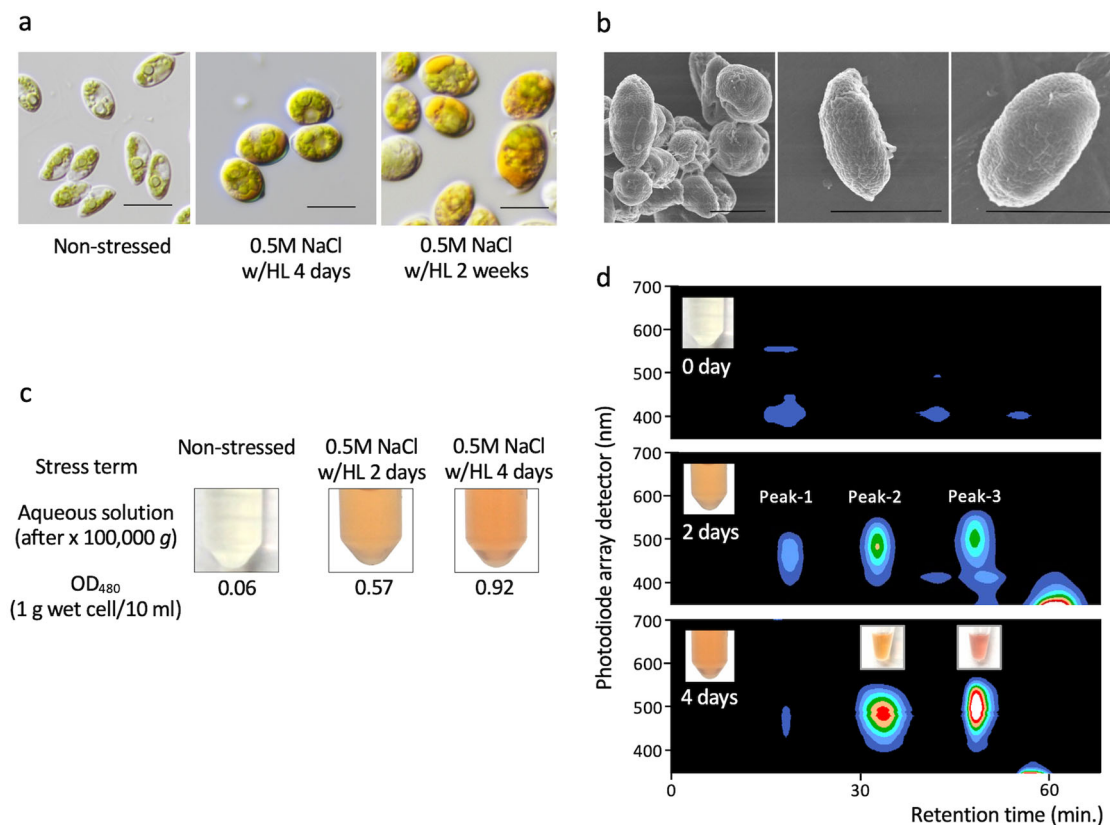 a
Non-stressed
0.5M NaCl
w/HL 4 days
0.5M NaCl
w/HL 2 weeks
b
c
Stress term
Non-stressed
0.5M NaCl
w/HL 2 days
0.5M NaCl
w/HL 4 days
Aqueous solution
(after x 100,000 g)
OD480
(1 g wet cell/10 ml)
0.06
0.57
0.92
d
Photodiode array detector (nm)
700
600
500
400
0 day
700
600
500
400
2 days
Peak-1
Peak-2
Peak-3
700
600
500
400
4 days
0
30
60
Retention time (min.)